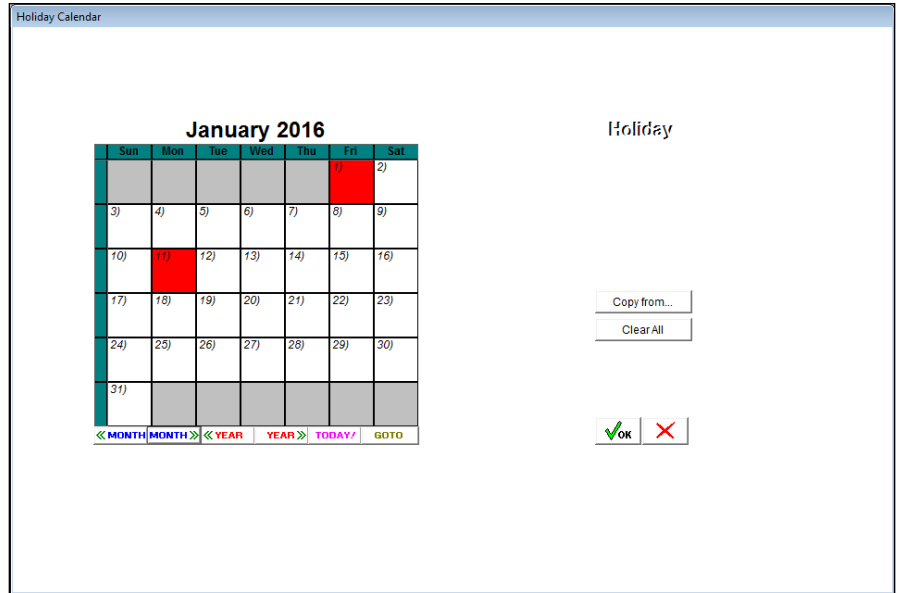 Holiday Calendar
January 2016
Holiday
Sun Mon Tue Wed Thu Fri Sat
1) 2)
3) 4) 5) 6) 7) 8) 9)
10) 11) 12) 13) 14) 15) 16)
17) 18) 19) 20) 21) 22) 23)
Copy from...
Clear All
24) 25) 26) 27) 28) 29) 30)
31)
MONTH MONTH YEAR YEAR TODAY! GOTO
OK